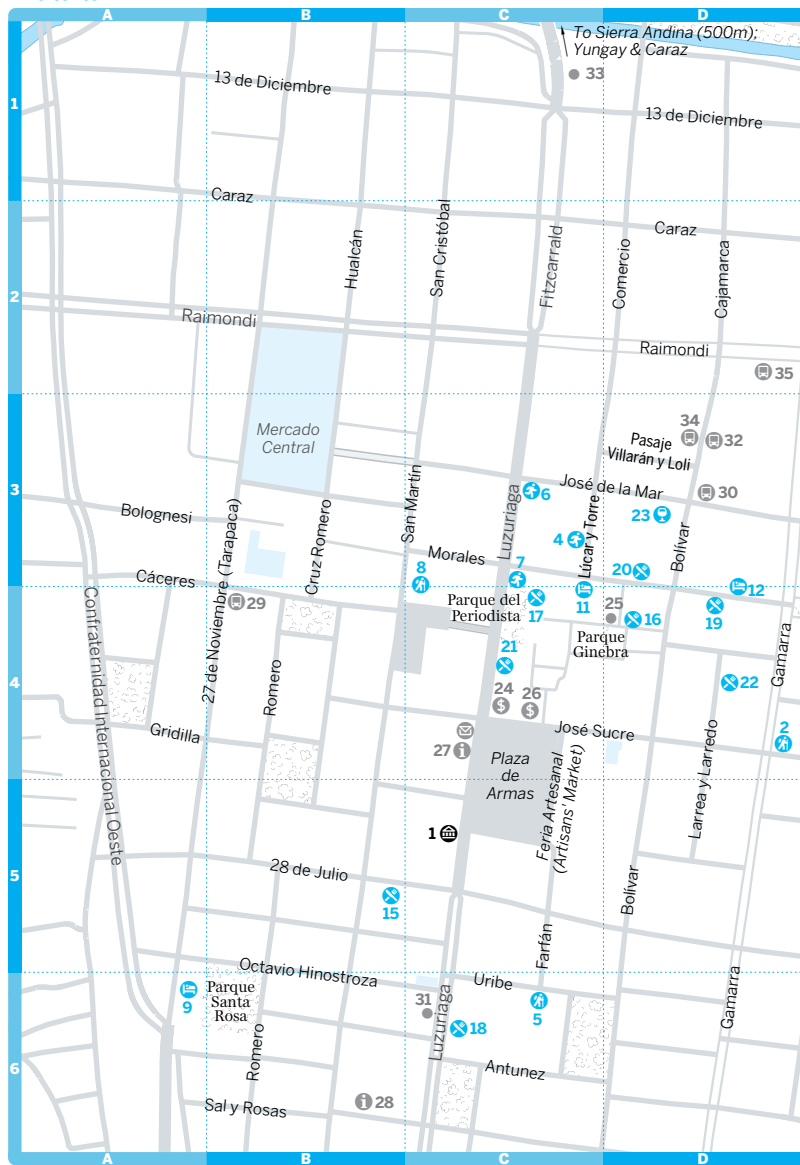 A
B
C
D
To Sierra Andina (500m);
Yungay & Caraz
33
1
13 de Diciembre
13 de Diciembre
Caraz
Caraz
Hualcán
San Cristóbal
Fitzcarrald
Comercio
Cajamarca
2
Raimondi
Raimondi
35
Mercado
Central
34
32
Pasaje
Villarán y Loli
3
José de la Mar
6
30
23
Bolognesi
27 de Noviembre (Tarapaca)
Cruz Romero
San Martín
Luzuriaga
4
Lúcar y Torre
Bolívar
Morales
8
7
20
Cáceres
29
Parque del
Periodista
17
11
25
16
19
12
Parque
Ginebra
Confraternidad Internacional Oeste
21
22
Gamarra
4
Romero
24
26
2
Gridilla
José Sucre
27
Plaza
de
Armas
Feria Artesanal
(Artisans' Market)
Larrea y Larredo
1
5
28 de Julio
15
Bolívar
Farfán
Octavio Hinostroza
Uribe
9
Parque
Santa
Rosa
31
Luzuriaga
18
5
Gamarra
Romero
6
Antunez
Sal y Rosas
28
A
B
C
D